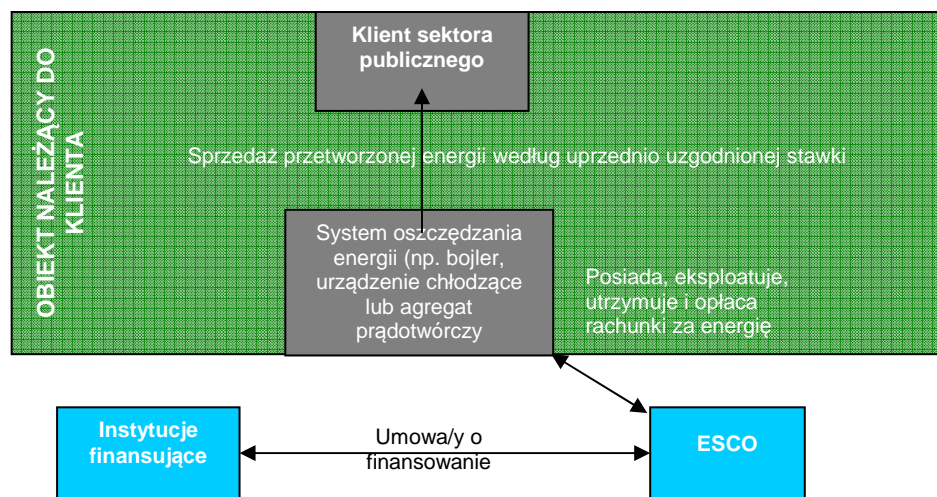 Klient sektora
publicznego
OBIEKT NALEŻĄCY DO
KLIENTA
Sprzedaż przetworzonej energii według uprzednio uzgodnionej stawki
System oszczędzania
energii (np. bojler,
urządzenie chłodzące
lub agregat
prądotwórczy
Posiada, eksploatuje,
utrzymuje i opłaca
rachunki za energię
Instytucje
finansujące
Umowa/y o
finansowanie
ESCO